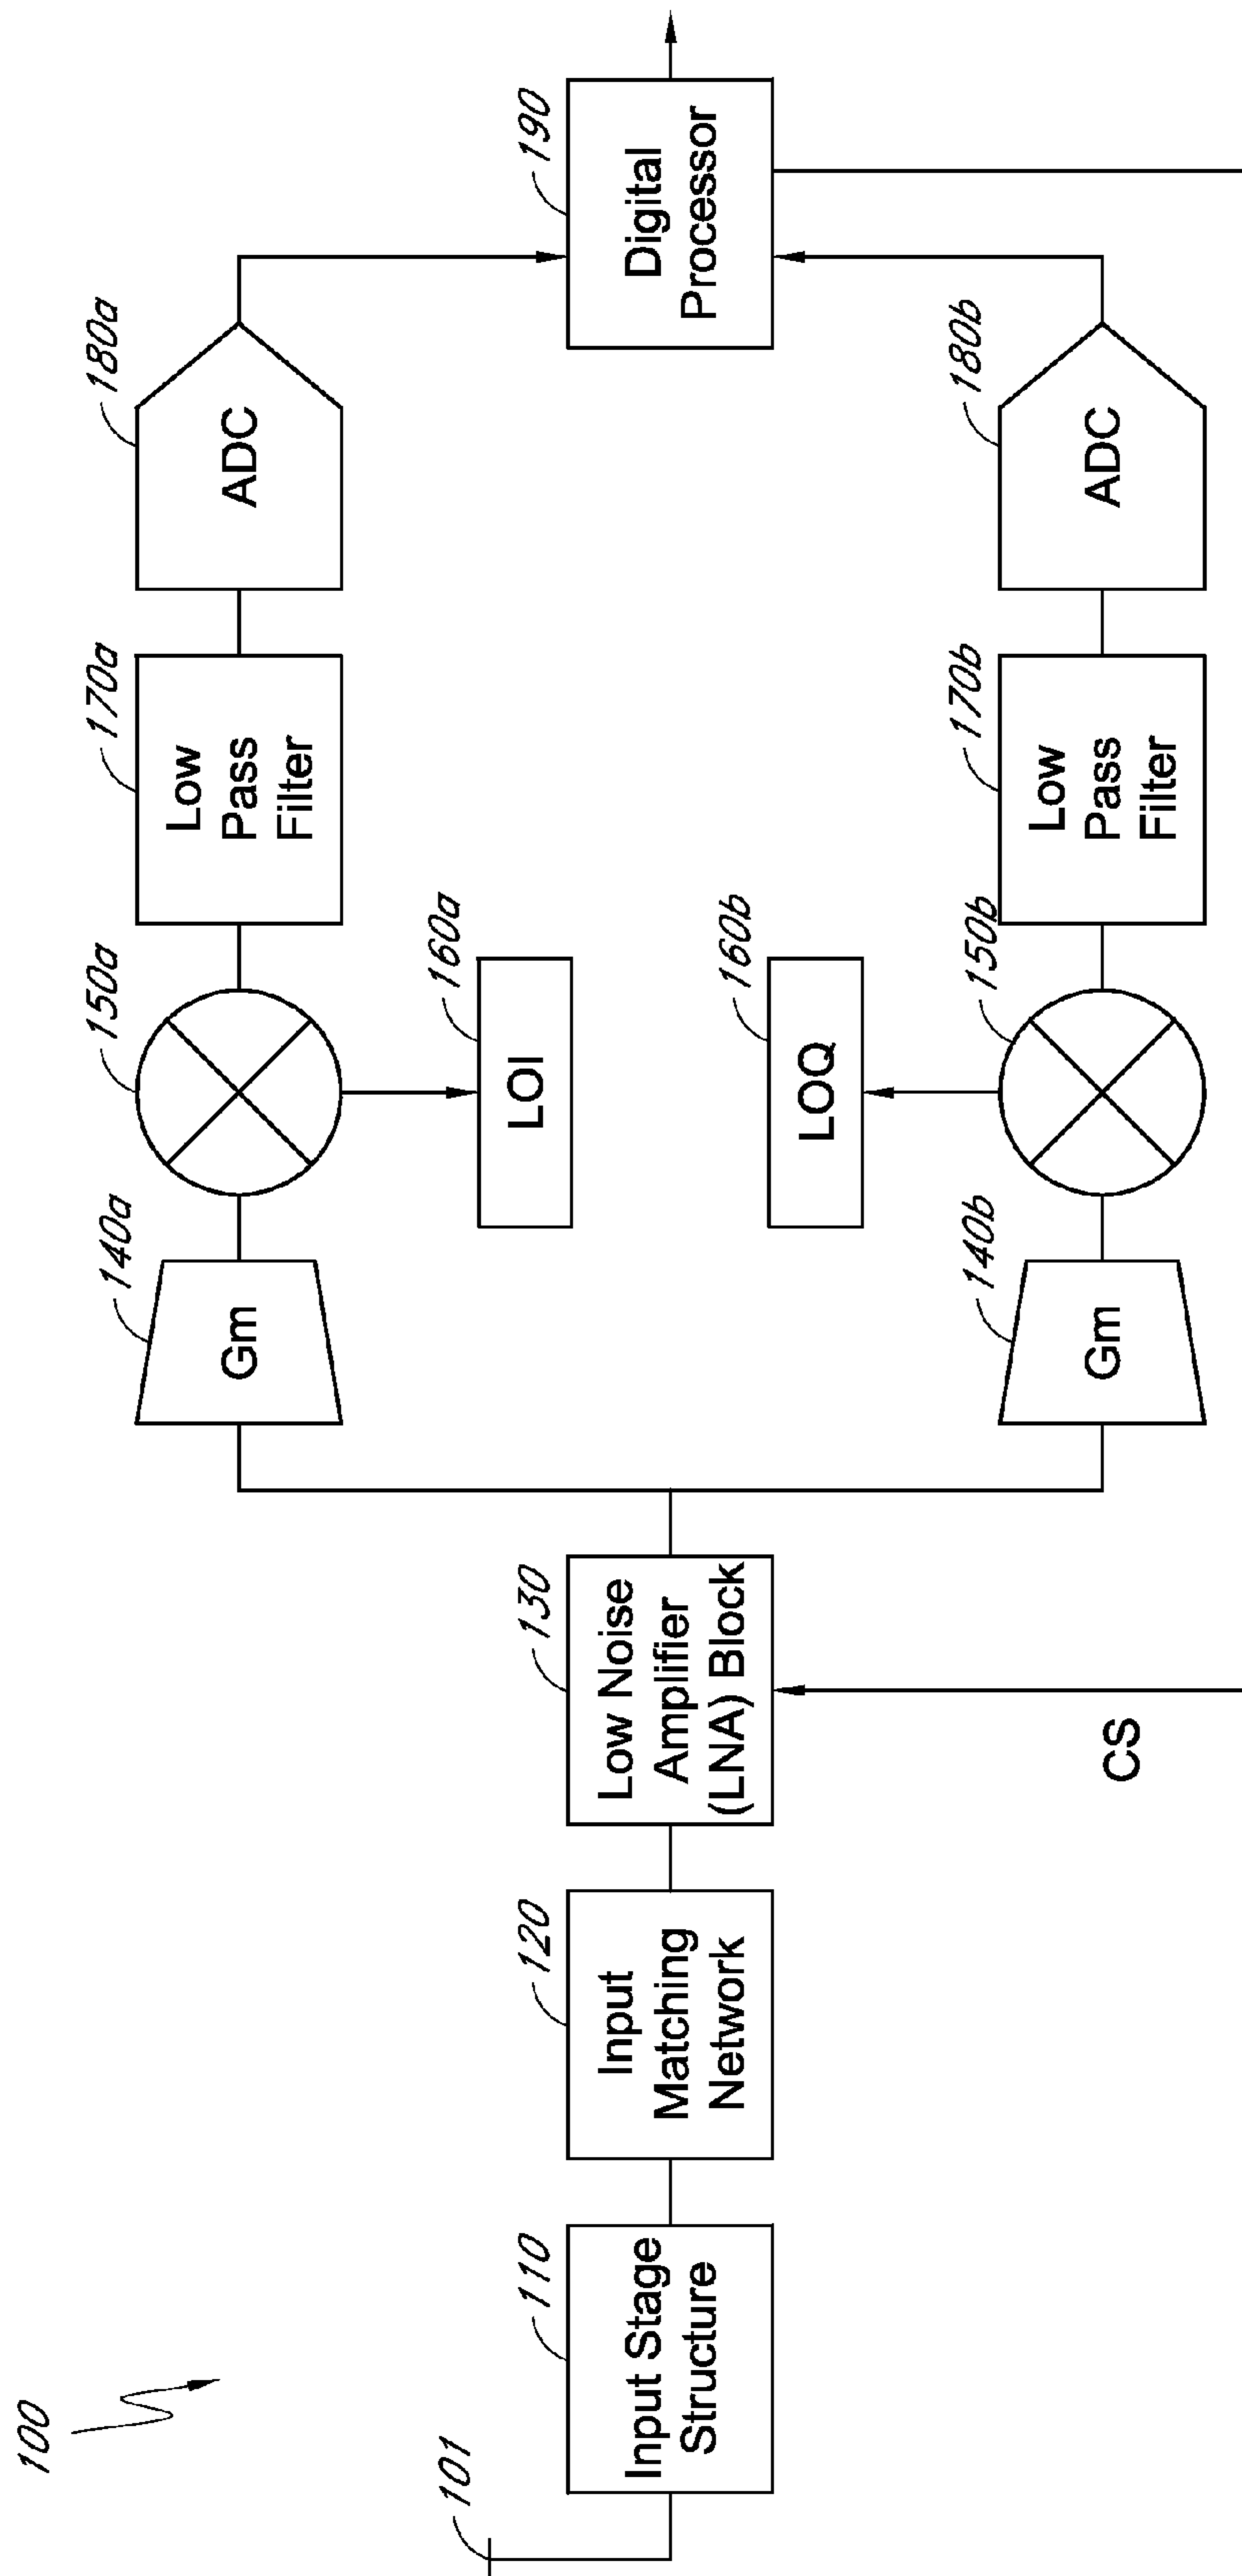 100
101
110
Input Stage
Structure
120
Input
Matching
Network
130
Low Noise
Amplifier
(LNA) Block
CS
140a
Gm
150a
160a
LOI
170a
Low
Pass
Filter
180a
ADC
140b
Gm
150b
160b
LOQ
170b
Low
Pass
Filter
180b
ADC
190
Digital
Processor